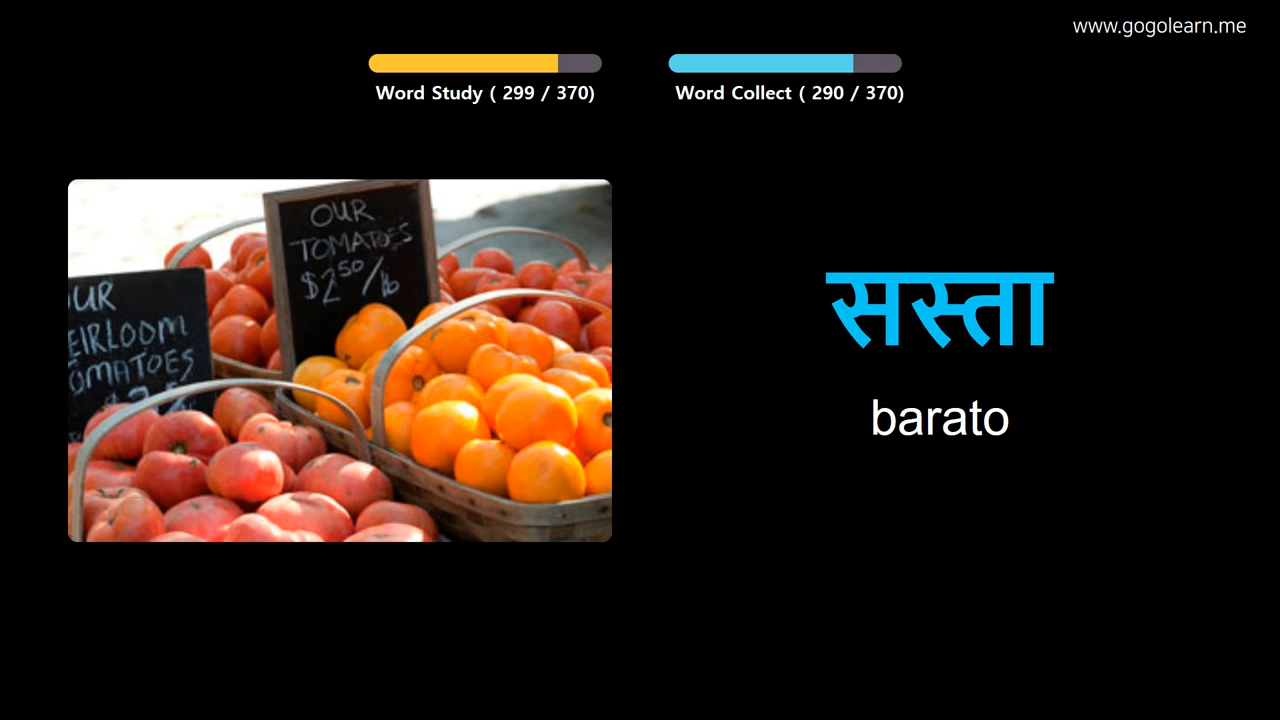 www.gogolearn.me
Word Study ( 299 / 370)
Word Collect ( 290 / 370)
OUR
TOMATOES
$2.50/lb
UR
EIRLOOM
OMATOES
सस्ता
barato